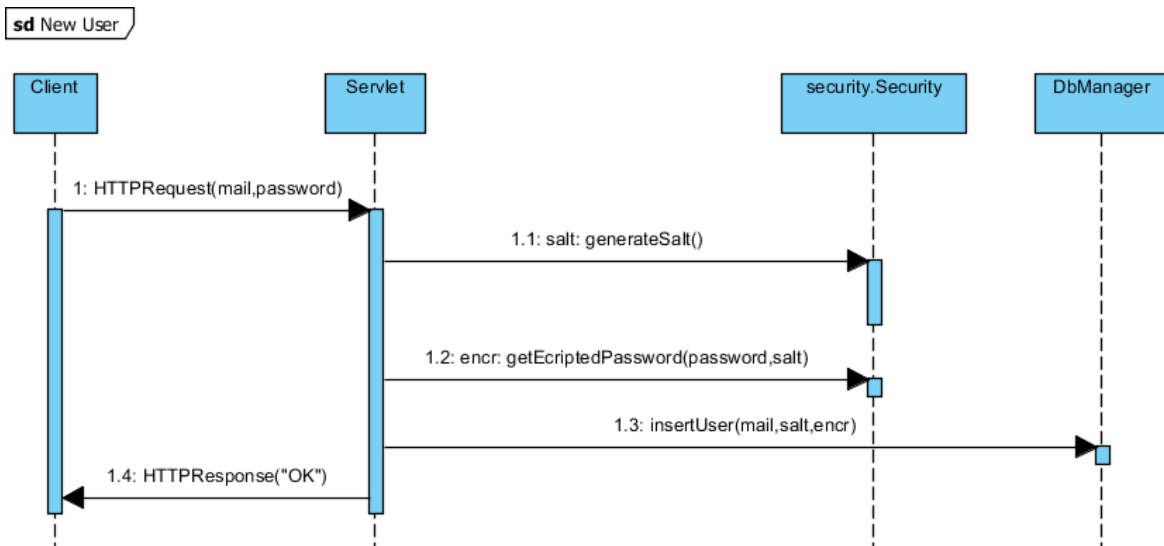 sd New User
Client
Servlet
security.Security
DbManager
1: HTTPRequest(mail,password)
1.1: salt: generateSalt()
1.2: encr: getEcriptedPassword(password,salt)
1.3: insertUser(mail,salt,encr)
1.4: HTTPResponse("OK")